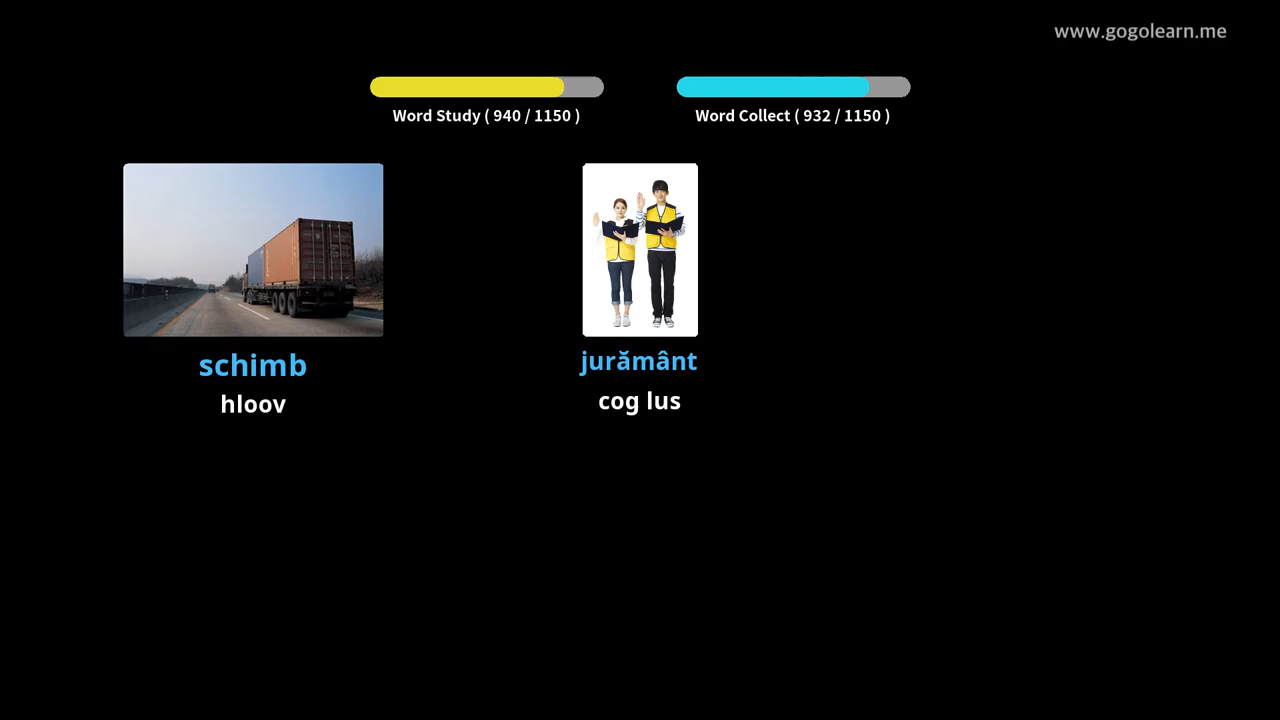 www.gogolearn.me
Word Study ( 940 / 1150 )
Word Collect ( 932 / 1150 )
schimb
hloov
jurământ
cog lus